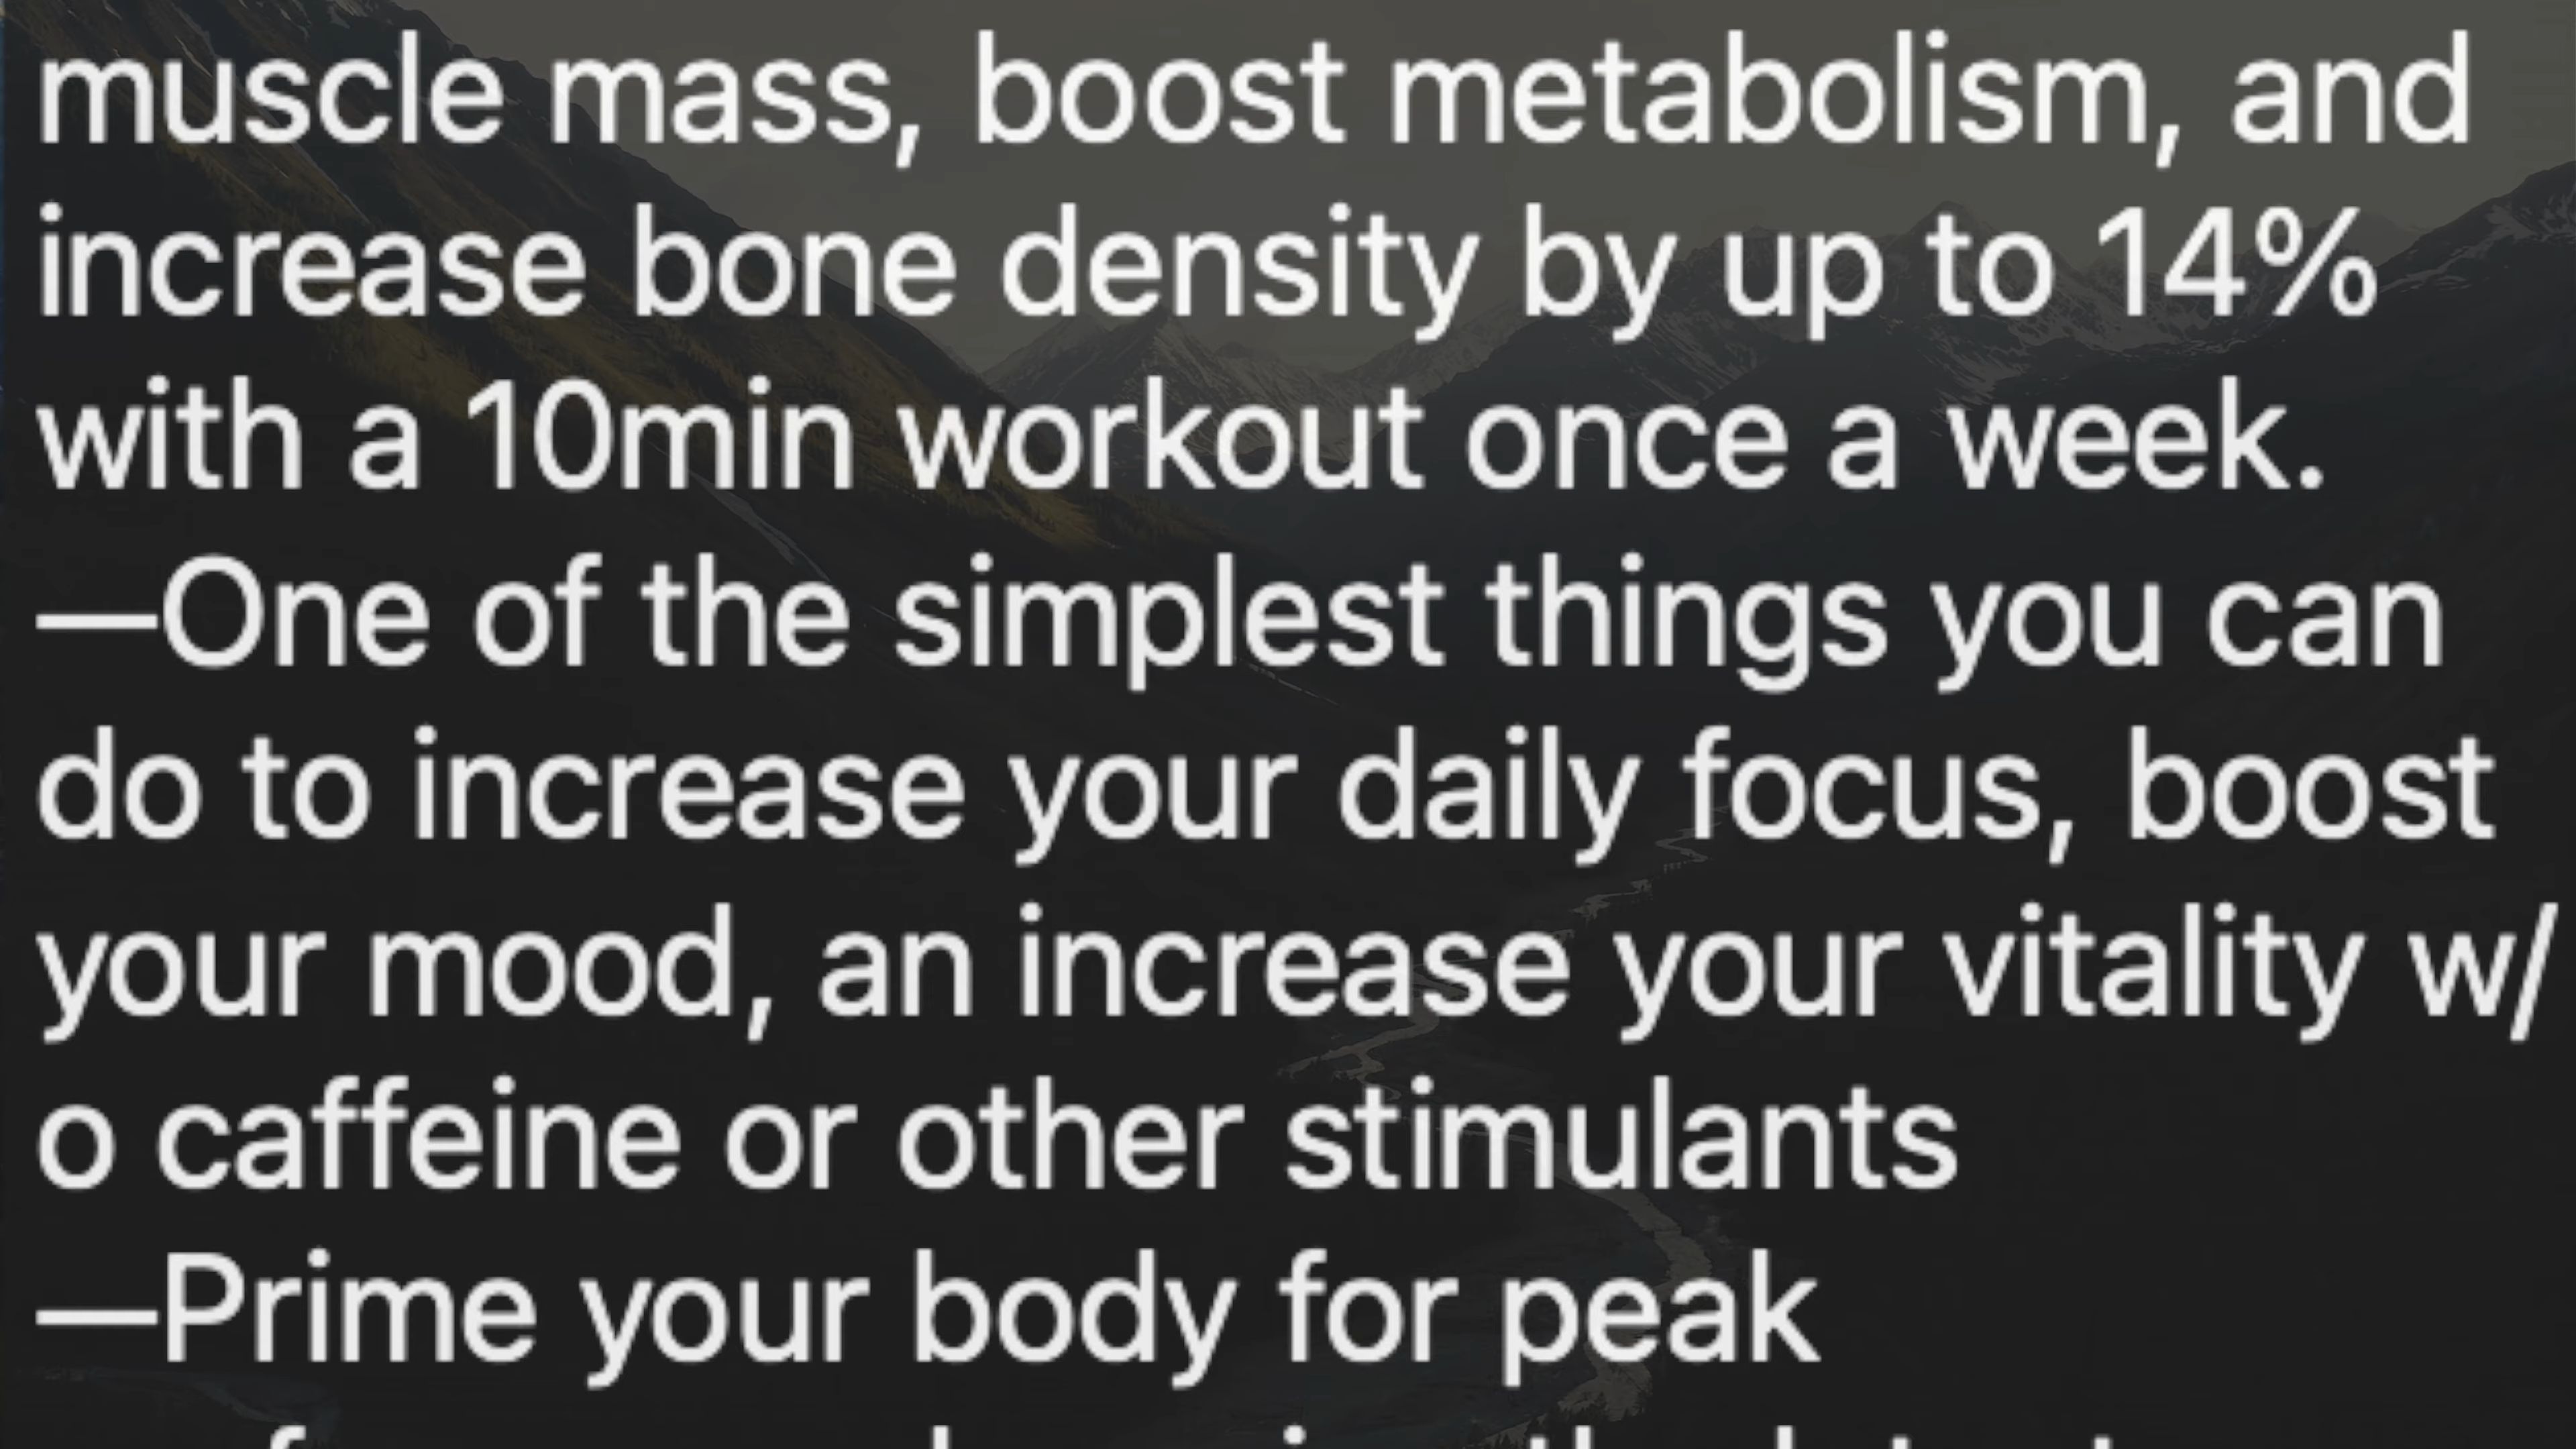 muscle mass, boost metabolism, and
increase bone density by up to 14%
with a 10min workout once a week.
—One of the simplest things you can
do to increase your daily focus, boost
your mood, an increase your vitality w/
o caffeine or other stimulants
—Prime your body for peak